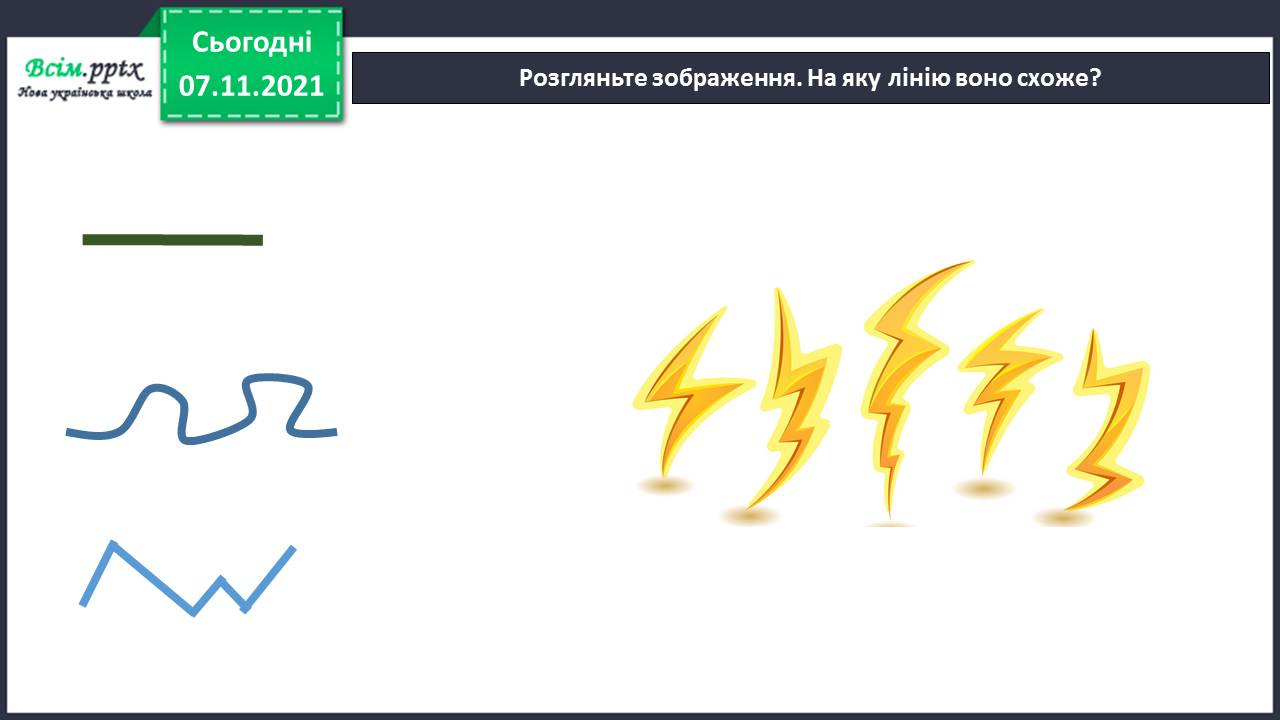 Всім.pptx
Нова українська школа
Сьогодні
07.11.2021
Розгляньте зображення. На яку лінію воно схоже?